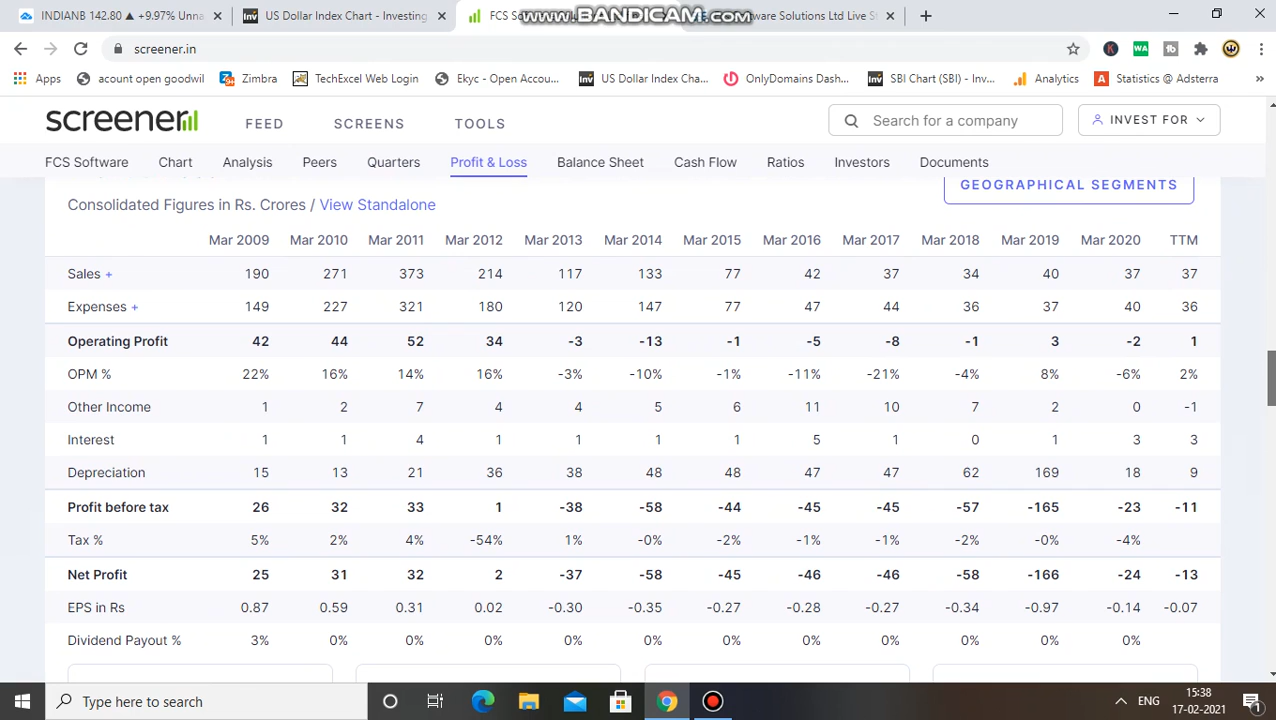 INDIANB 142.80 ▲ +9.97% Unna
US Dollar Index Chart - Investing
FCS S
www.BANDICAM.com
ware Solutions Ltd Live St
screener.in
Apps
acount open goodwil
Zimbra
TechExcel Web Login
Ekyc - Open Accou...
US Dollar Index Cha...
OnlyDomains Dash...
SBI Chart (SBI) - Inv...
Analytics
Statistics @ Adsterra
»
screener
FEED
SCREENS
TOOLS
Search for a company
INVEST FOR
FCS Software
Chart
Analysis
Peers
Quarters
Profit & Loss
Balance Sheet
Cash Flow
Ratios
Investors
Documents
GEOGRAPHICAL SEGMENTS
Consolidated Figures in Rs. Crores / View Standalone
Mar 2009 Mar 2010 Mar 2011 Mar 2012 Mar 2013 Mar 2014 Mar 2015 Mar 2016 Mar 2017 Mar 2018 Mar 2019 Mar 2020 TTM
Sales + 190 271 373 214 117 133 77 42 37 34 40 37 37
Expenses + 149 227 321 180 120 147 77 47 44 36 37 40 36
Operating Profit 42 44 52 34 -3 -13 -1 -5 -8 -1 3 -2 1
OPM % 22% 16% 14% 16% -3% -10% -1% -11% -21% -4% 8% -6% 2%
Other Income 1 2 7 4 4 5 6 11 10 7 2 0 -1
Interest 1 1 4 1 1 1 1 5 1 0 1 3 3
Depreciation 15 13 21 36 38 48 48 47 47 62 169 18 9
Profit before tax 26 32 33 1 -38 -58 -44 -45 -45 -57 -165 -23 -11
Tax % 5% 2% 4% -54% 1% -0% -2% -1% -1% -2% -0% -4%
Net Profit 25 31 32 2 -37 -58 -45 -46 -46 -58 -166 -24 -13
EPS in Rs 0.87 0.59 0.31 0.02 -0.30 -0.35 -0.27 -0.28 -0.27 -0.34 -0.97 -0.14 -0.07
Dividend Payout % 3% 0% 0% 0% 0% 0% 0% 0% 0% 0% 0% 0%
Type here to search
ENG
15:38
17-02-2021